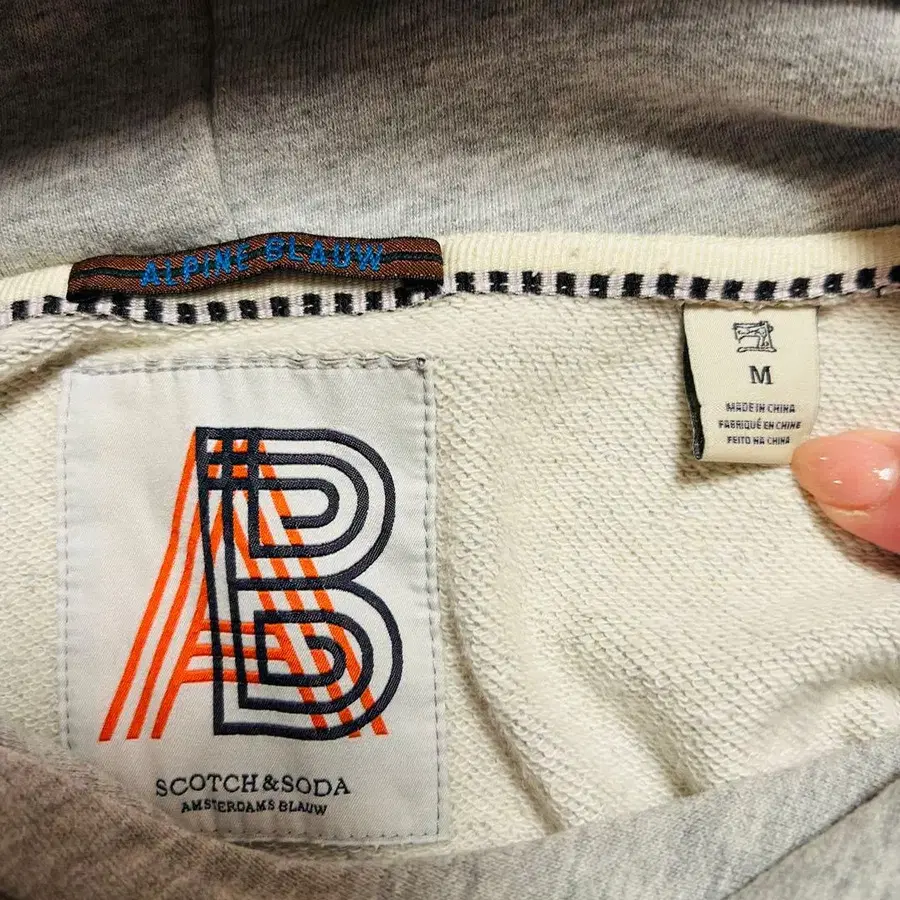 ALPINE BLAUW
M
MADE IN CHINA
FABRIQUÉ EN CHINE
FEITO NA CHINA
AB
SCOTCH & SODA
AMSTERDAMS BLAUW